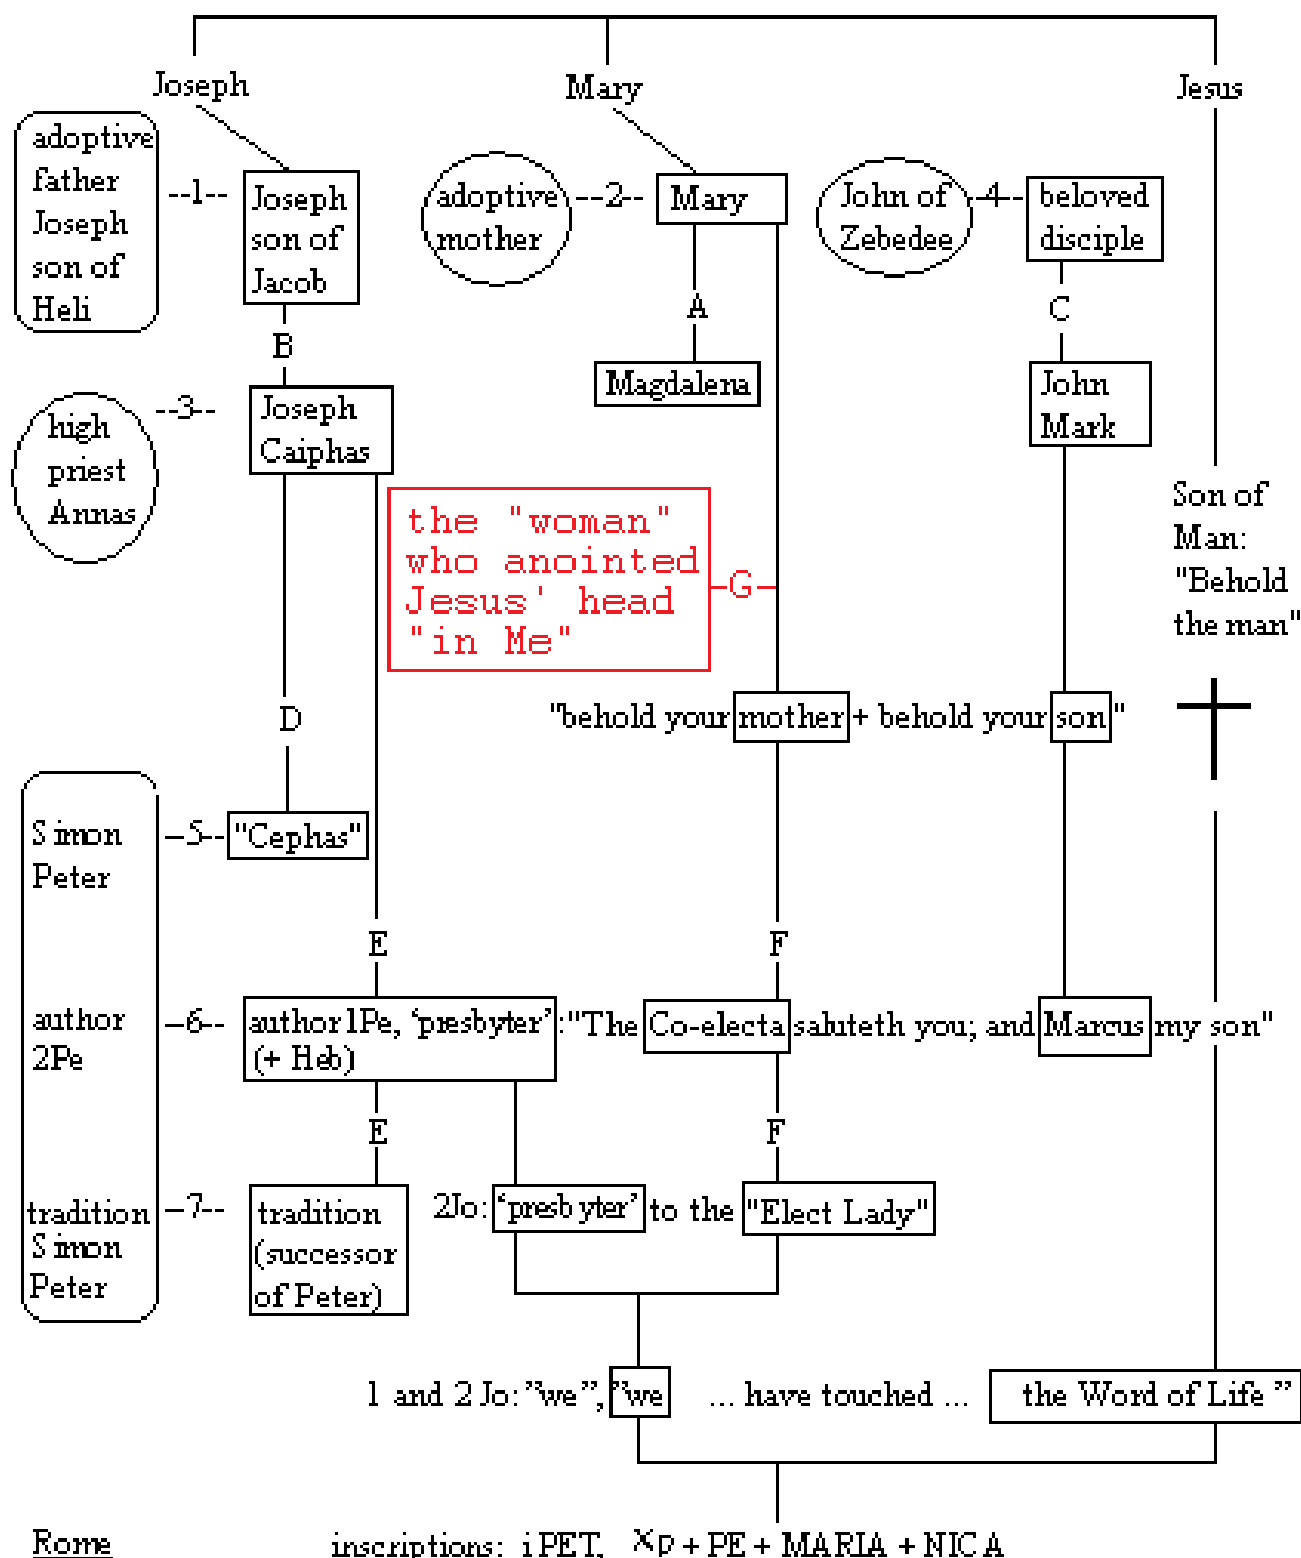 Joseph Mary Jesus
adoptive
father
Joseph
son of
Heli
--1--
Joseph
son of
Jacob
adoptive
mother
--2--
Mary
John of
Zebedee
-4--
beloved
disciple
A
B
C
Magdalena
high
priest
Annas
--3--
Joseph
Caiphas
John
Mark
the "woman"
who anointed
Jesus' head
"in Me"
G
Son of
Man:
"Behold
the man"
D
"behold your mother + behold your son"
Simon
Peter
--5--
"Cephas"
E F
author
2Pe
--6--
author 1Pe, ‘presbyter’
(+ Heb)
:"The Co-electa saluteth you; and Marcus my son"
E F
tradition
Simon
Peter
--7--
tradition
(successor
of Peter)
2Jo: ‘presbyter’ to the "Elect Lady"
1 and 2 Jo: ”we”, ”we ... have touched ... the Word of Life ”
Rome inscriptions: i PET, Xp + PE + MARIA + NICA